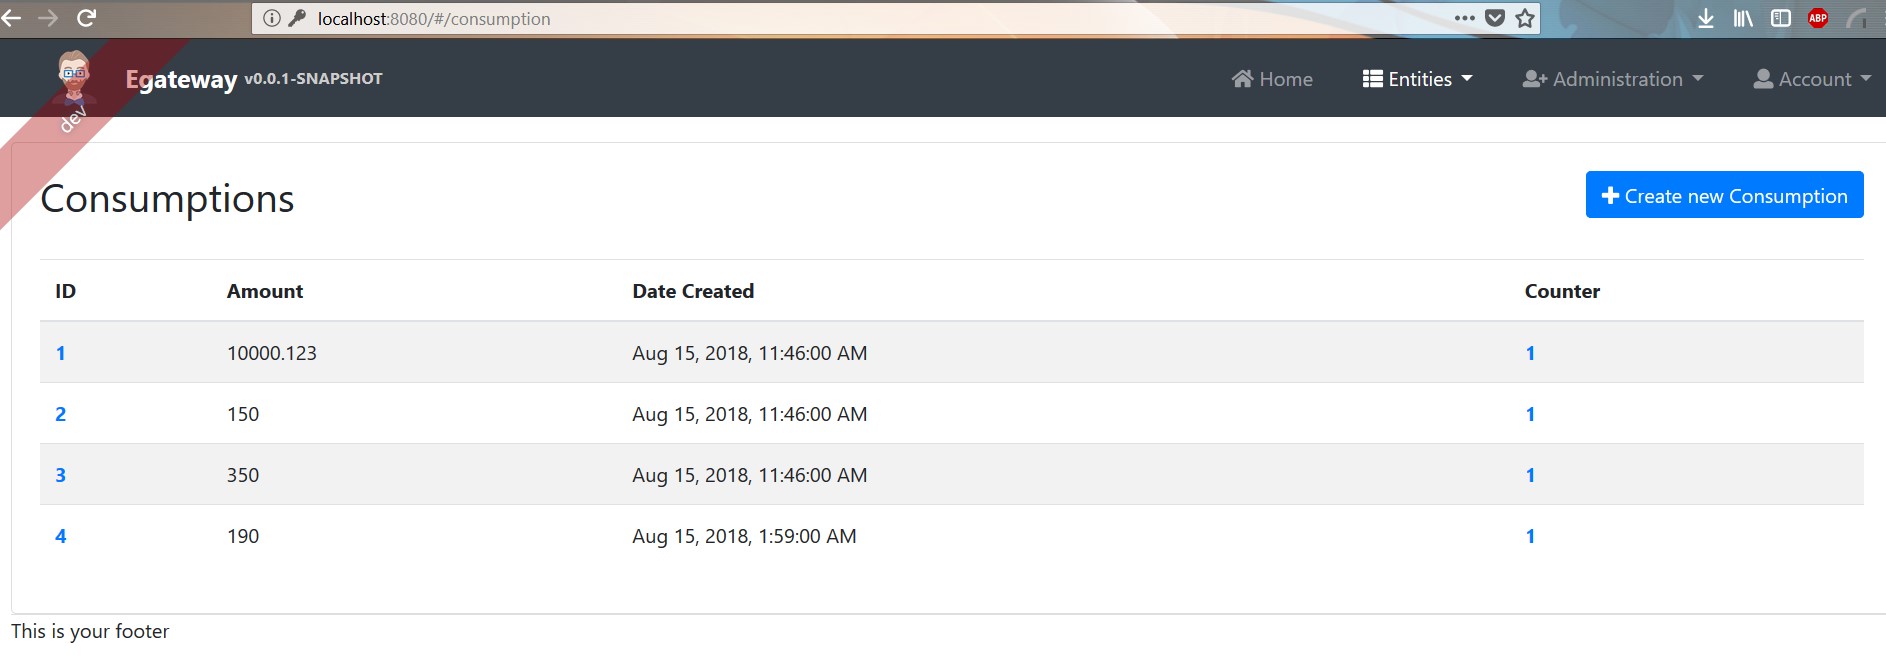 localhost:8080/#/consumption
ABP
dev
Egateway v0.0.1-SNAPSHOT
Home Entities Administration Account
Consumptions
Create new Consumption
ID Amount Date Created Counter
1 10000.123 Aug 15, 2018, 11:46:00 AM 1
2 150 Aug 15, 2018, 11:46:00 AM 1
3 350 Aug 15, 2018, 11:46:00 AM 1
4 190 Aug 15, 2018, 1:59:00 AM 1
This is your footer